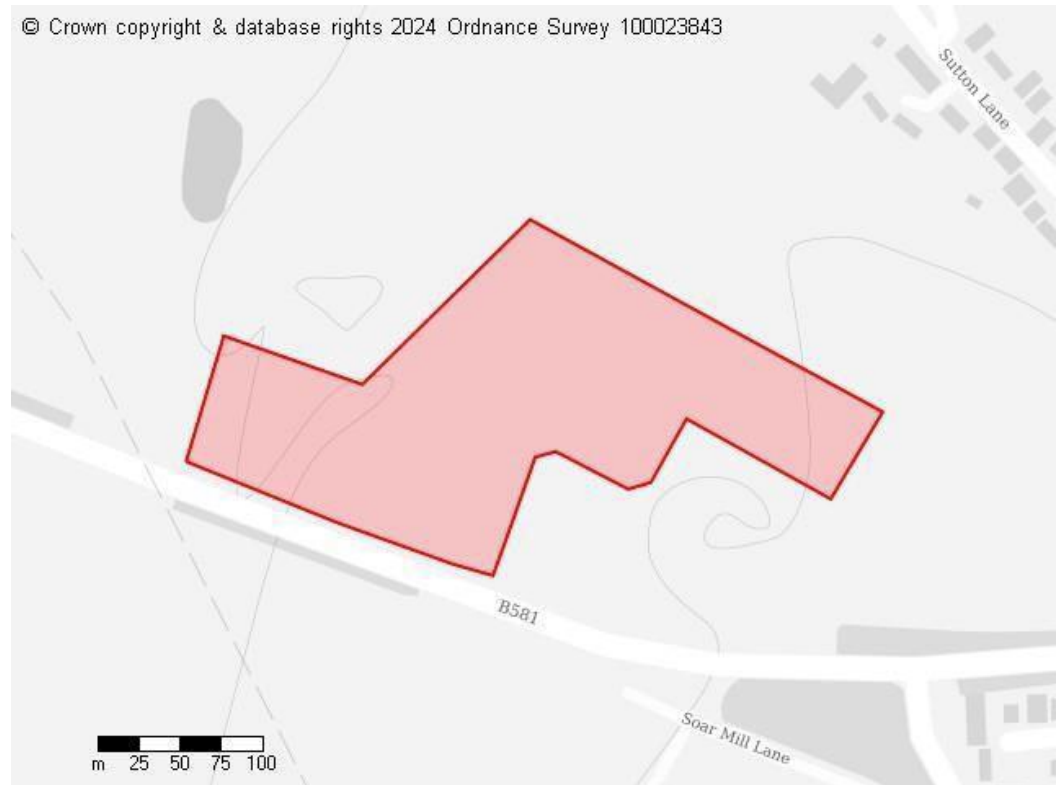 © Crown copyright & database rights 2024 Ordnance Survey 100023843
Sutton Lane
B581
Soar Mill Lane
m 25 50 75 100